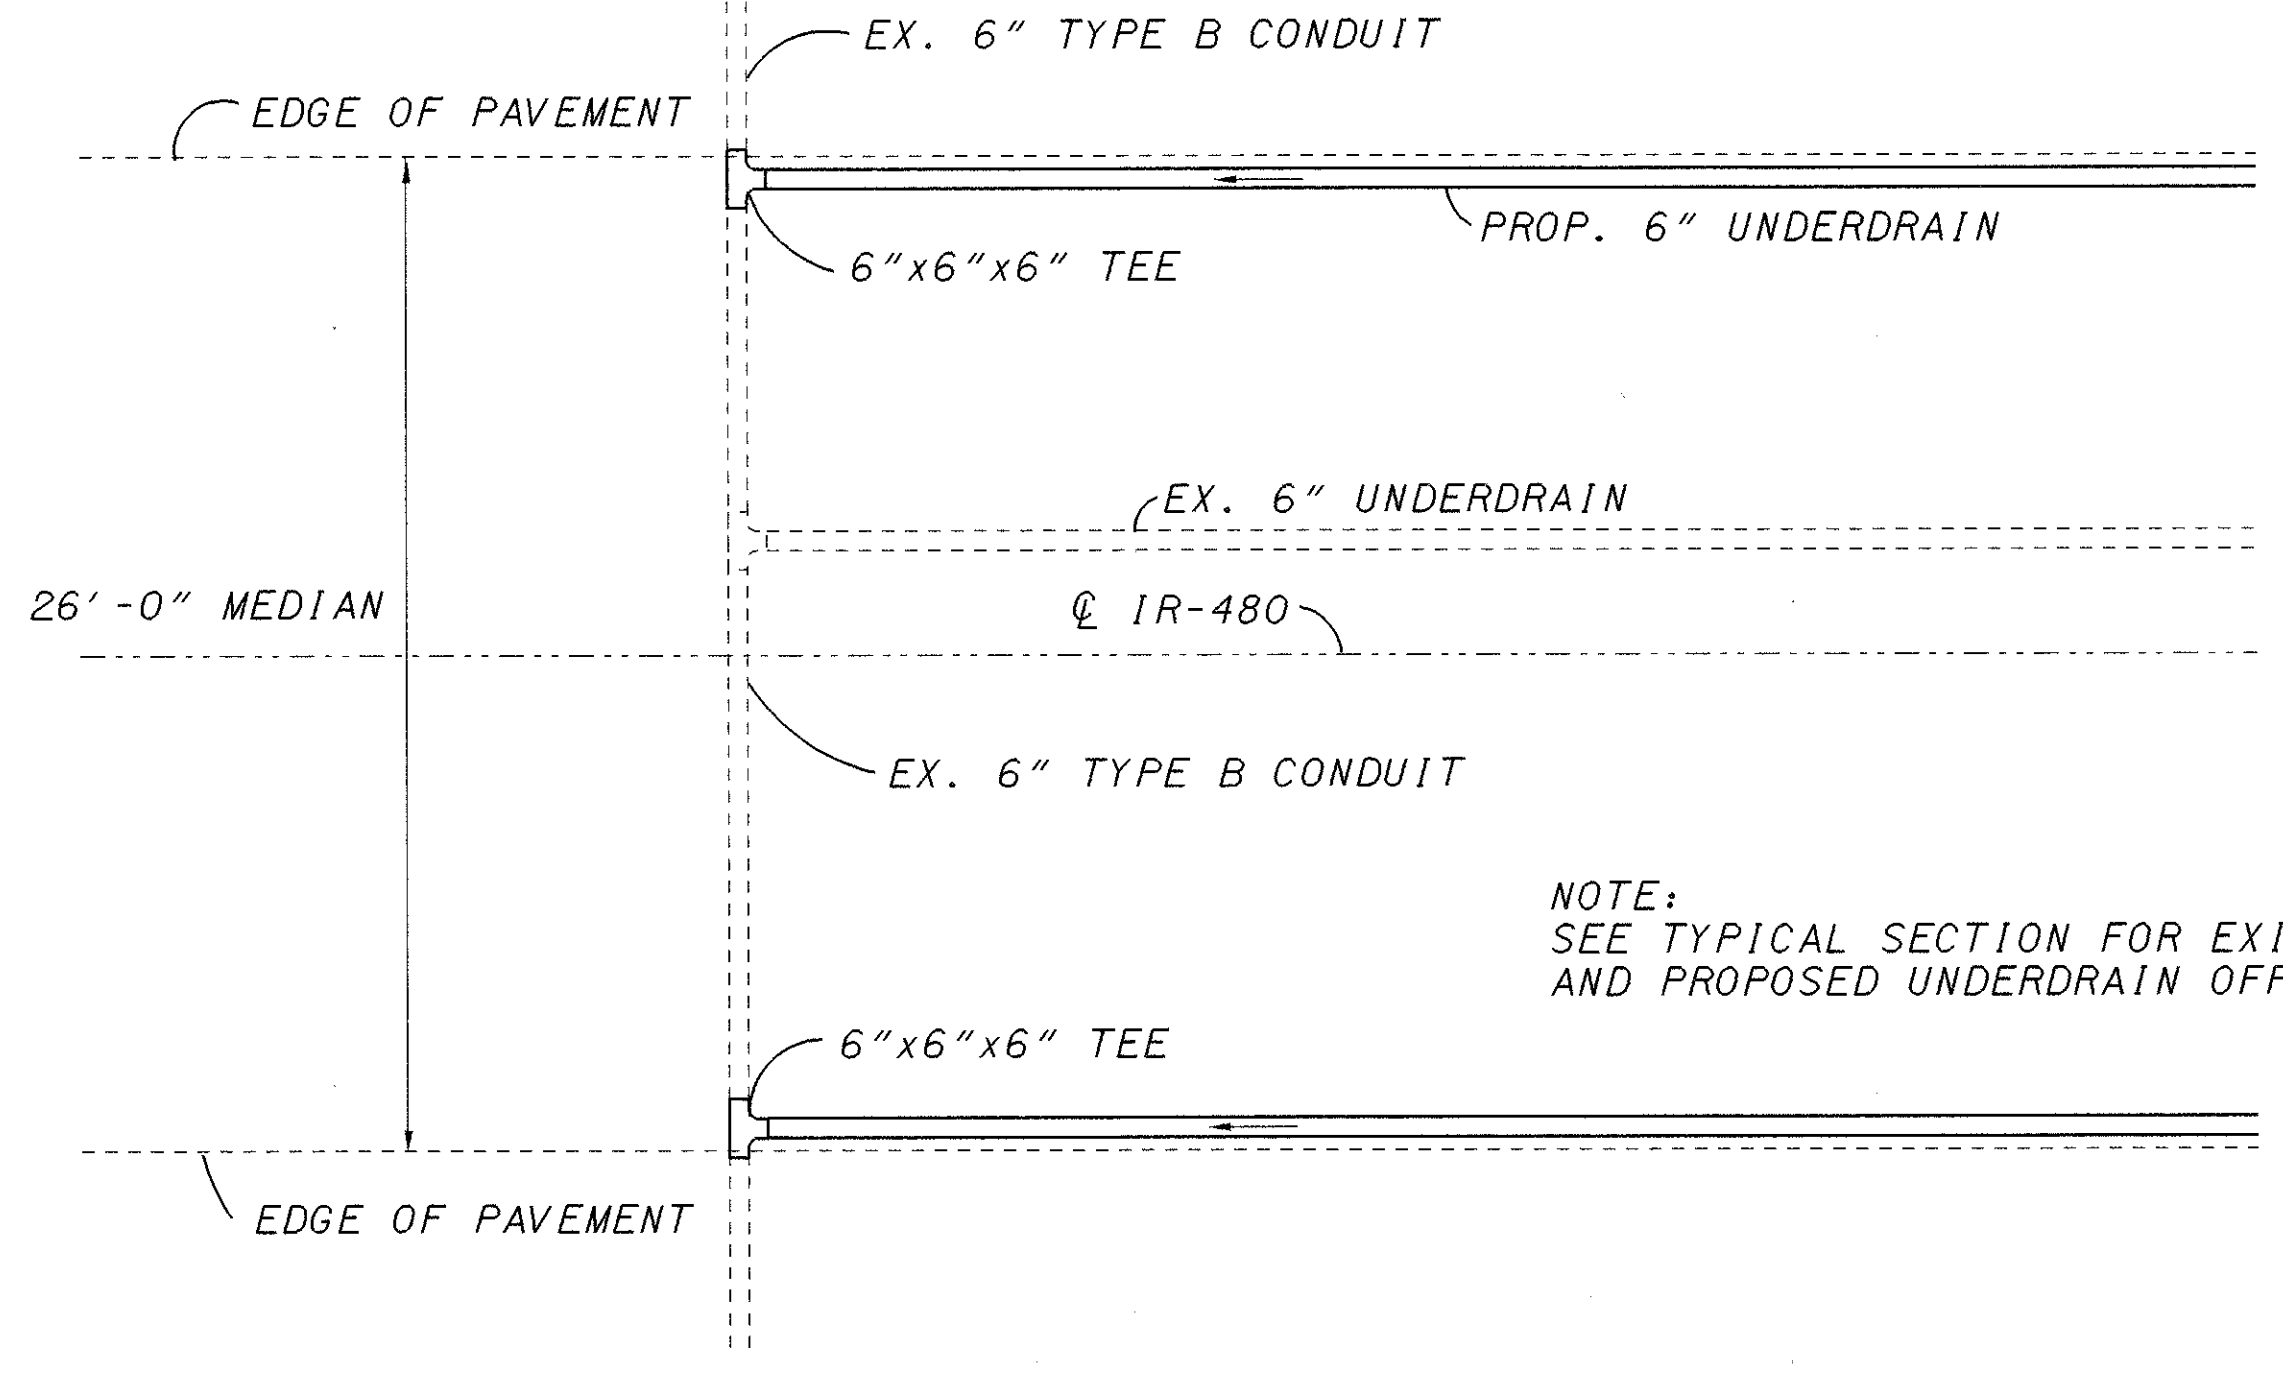 EX. 6" TYPE B CONDUIT
EDGE OF PAVEMENT
PROP. 6" UNDERDRAIN
6"x6"x6" TEE
EX. 6" UNDERDRAIN
26'-0" MEDIAN
℄ IR-480
EX. 6" TYPE B CONDUIT
NOTE:
SEE TYPICAL SECTION FOR
AND PROPOSED UNDERDRAIN
6"x6"x6" TEE
EDGE OF PAVEMENT